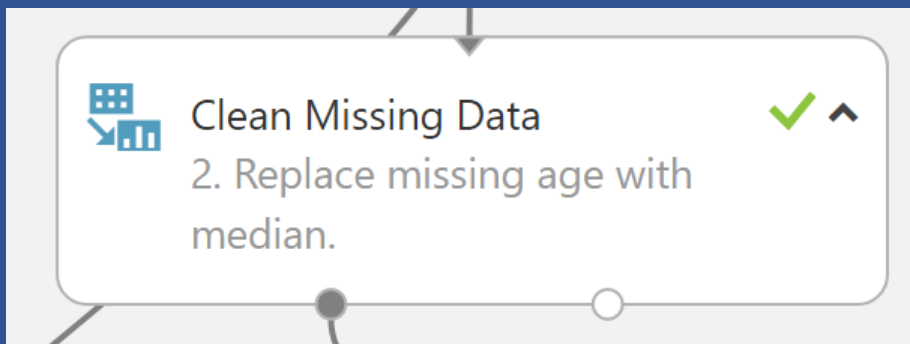 Clean Missing Data
2. Replace missing age with
median.